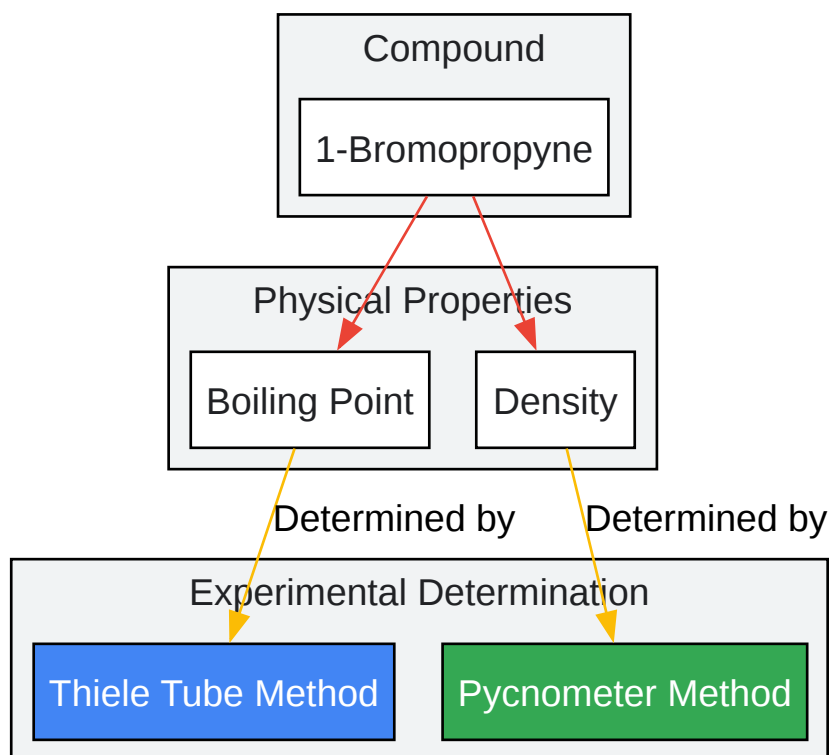 Compound
1-Bromopropyne
Physical Properties
Boiling Point
Density
Determined by
Determined by
Experimental Determination
Thiele Tube Method
Pycnometer Method